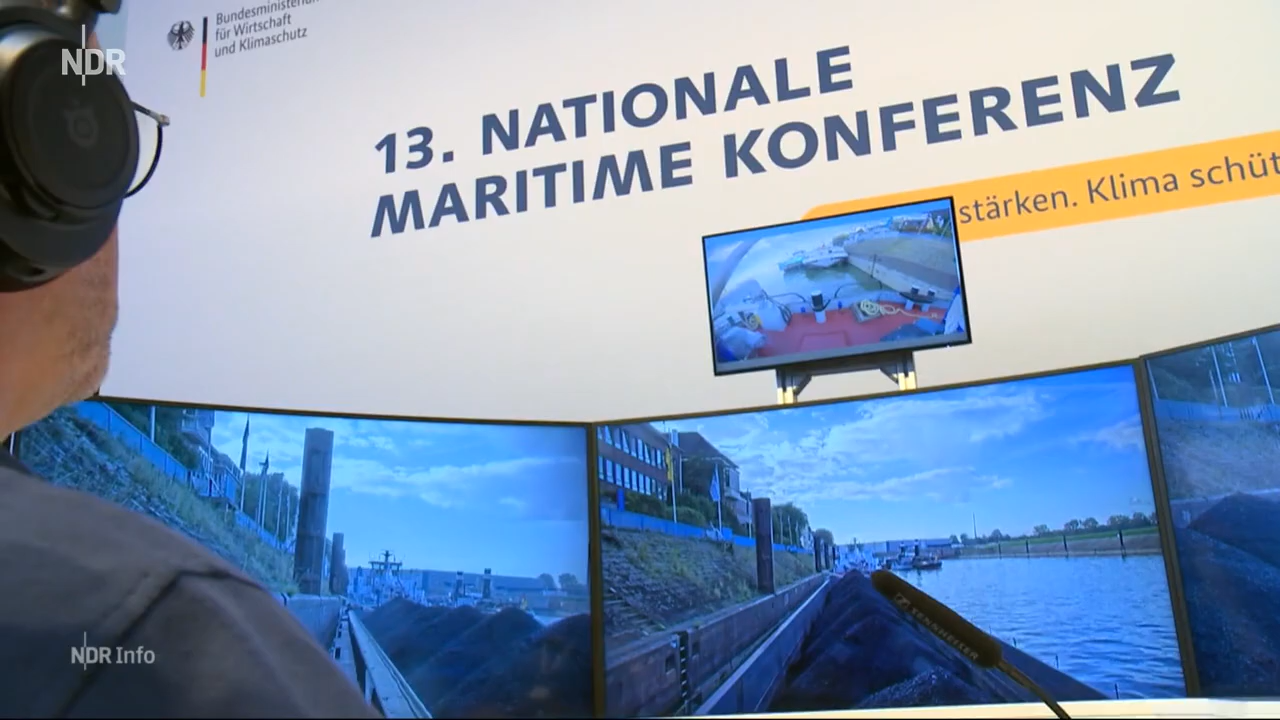 Bundesministerium
für Wirtschaft
und Klimaschutz
NDR
13. NATIONALE
MARITIME KONFERENZ
stärken. Klima schüt
SENNHEISER
NDR Info